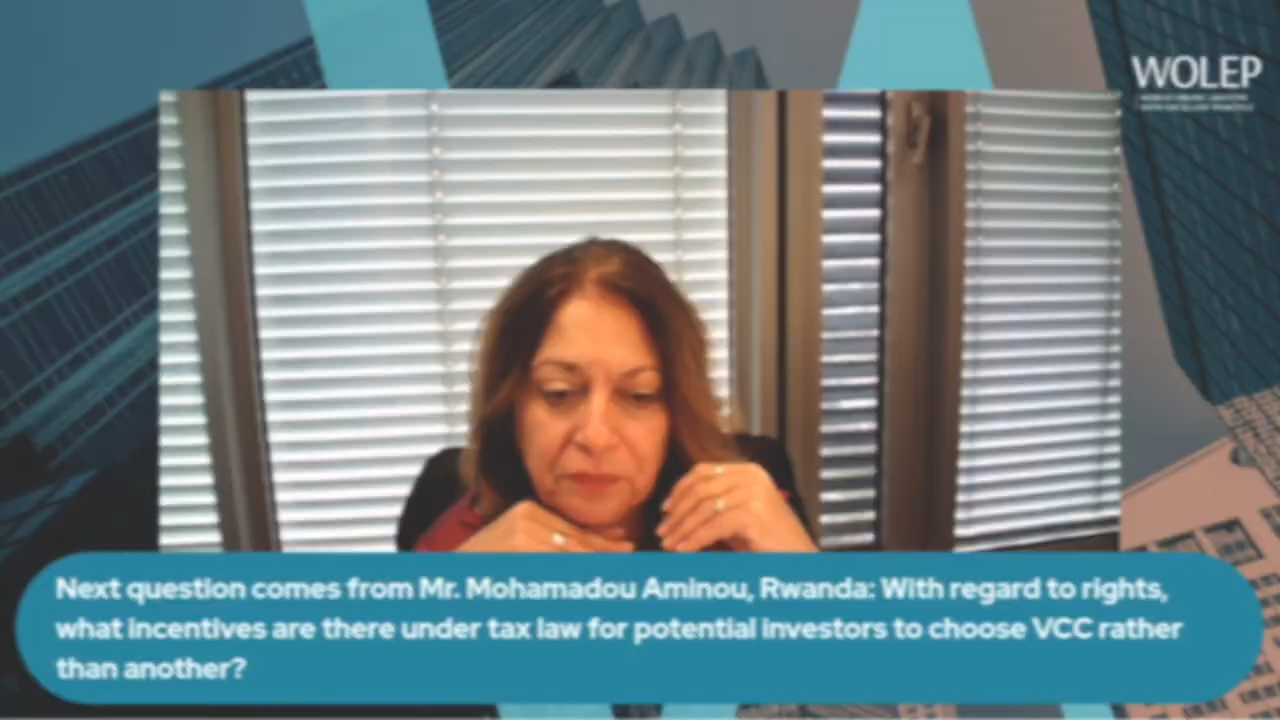 WOLEP
Next question comes from Mr. Mohamadou Aminou, Rwanda: With regard to rights,
what incentives are there under tax law for potential investors to choose VCC rather
than another?